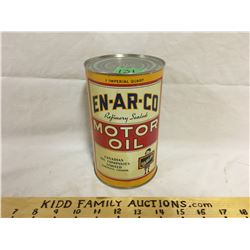 1 IMPERIAL QUART
124
EN-AR-CO
Refinery Sealed
MOTOR
OIL
CANADIAN
OIL COMPANIES
LIMITED
KIDD FAMILY AUCTIONS.com
7 8 9 10 11 12 13 14 15 16 17 18